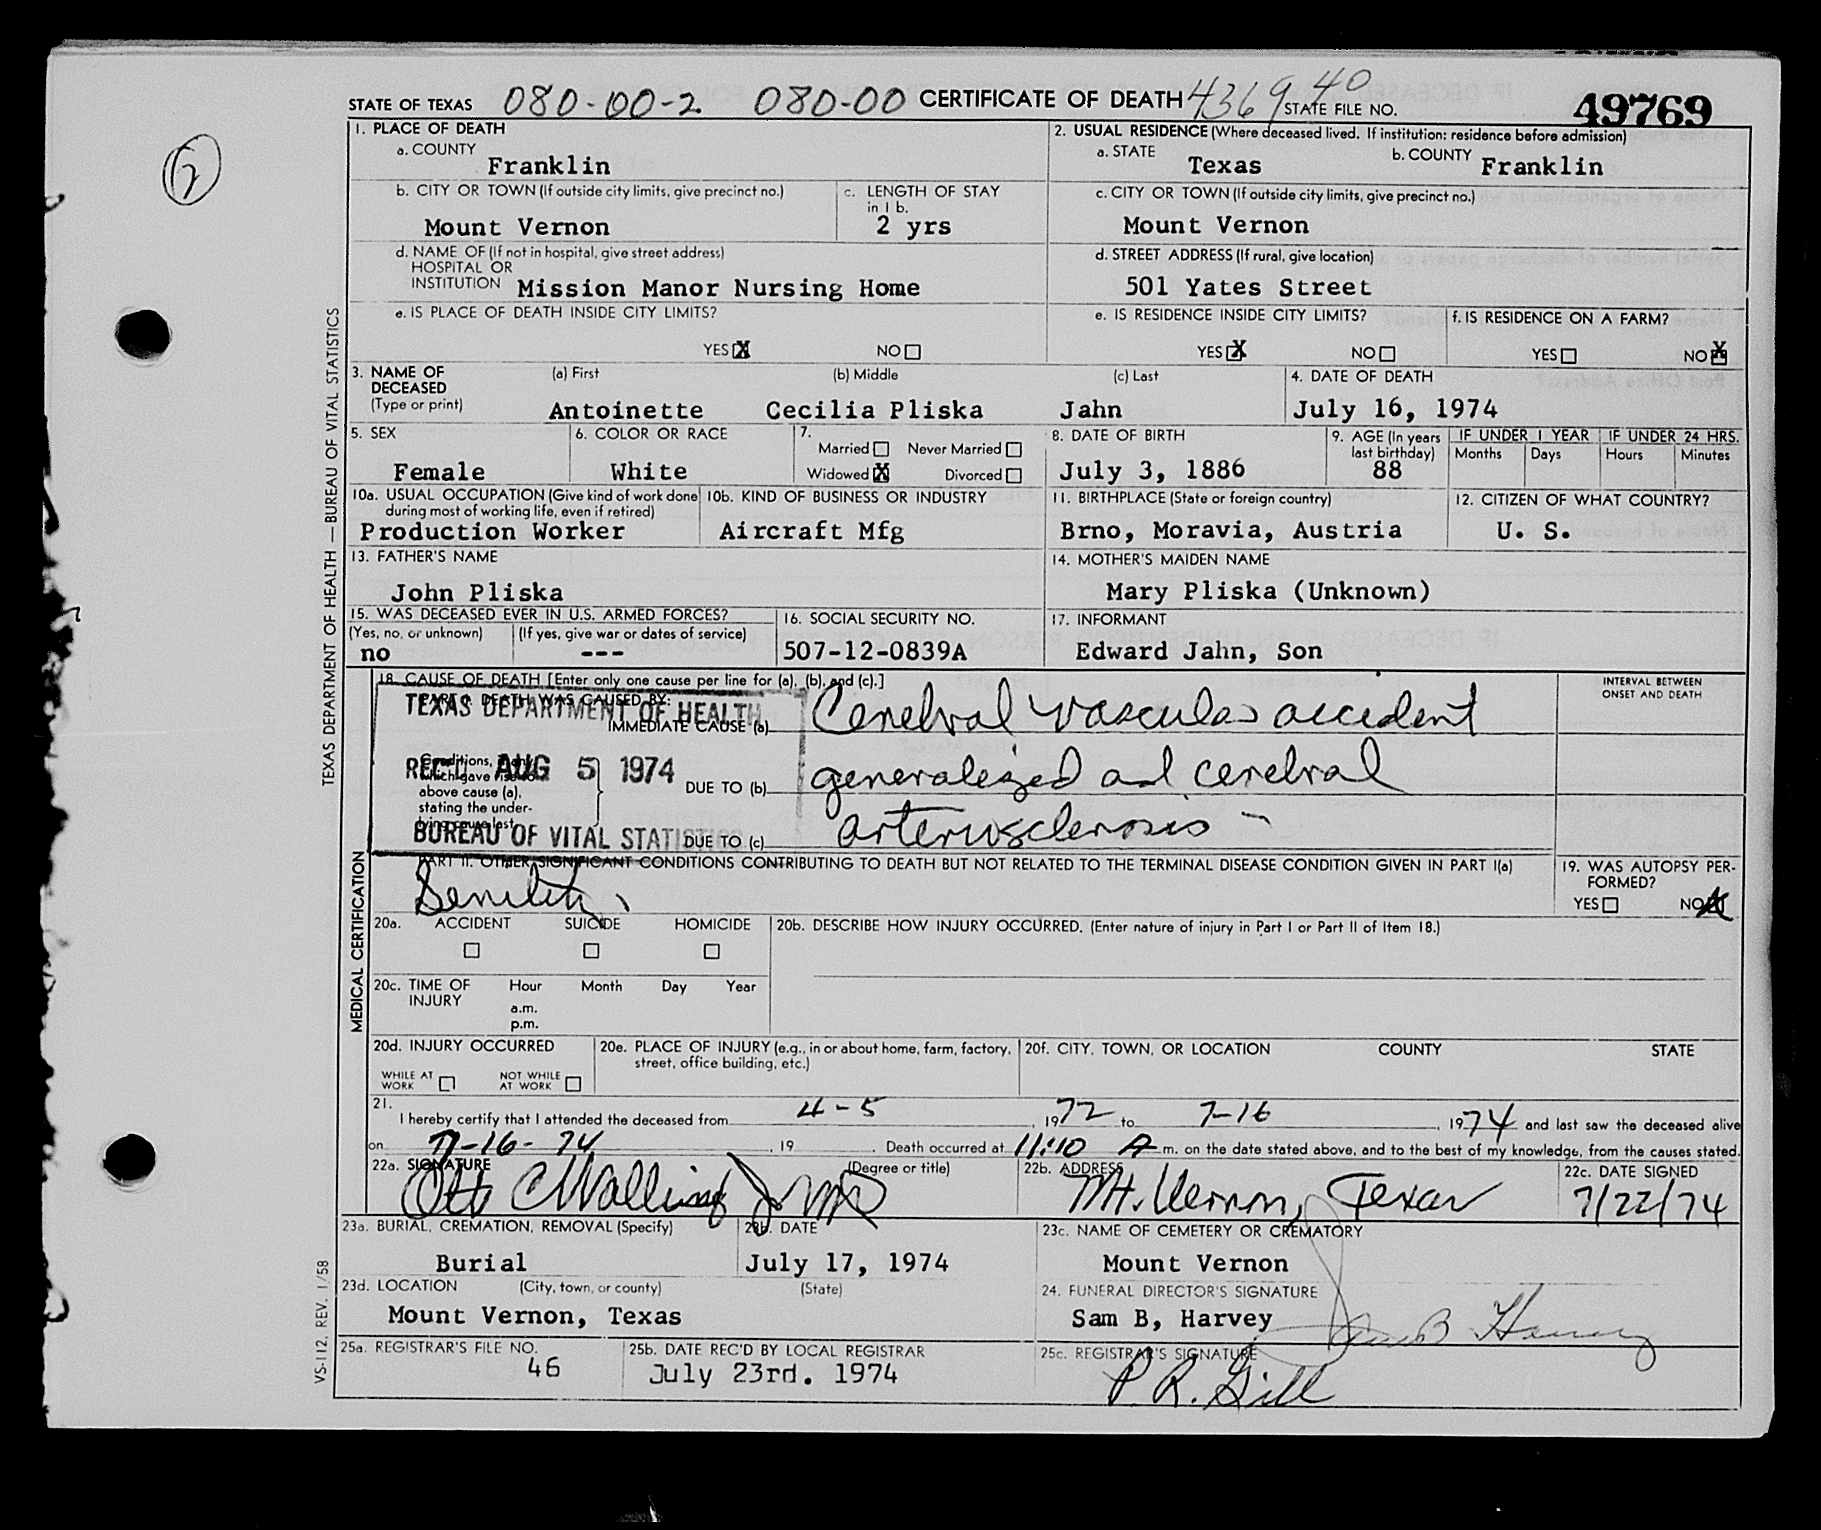 STATE OF TEXAS 080-00-2 080-00 CERTIFICATE OF DEATH 4369 40 STATE FILE NO. 49769
1. PLACE OF DEATH
a. COUNTY
Franklin
2. USUAL RESIDENCE (Where deceased lived. If institution: residence before admission)
a. STATE b. COUNTY
Texas Franklin
b. CITY OR TOWN (If outside city limits, give precinct no.)
Mount Vernon
c. LENGTH OF STAY
in 1 b.
2 yrs
c. CITY OR TOWN (If outside city limits, give precinct no.)
Mount Vernon
d. NAME OF (If not in hospital, give street address)
HOSPITAL OR
INSTITUTION Mission Manor Nursing Home
d. STREET ADDRESS (If rural, give location)
501 Yates Street
e. IS PLACE OF DEATH INSIDE CITY LIMITS?
YES X NO
e. IS RESIDENCE INSIDE CITY LIMITS?
YES X NO
f. IS RESIDENCE ON A FARM?
YES NO X
3. NAME OF
DECEASED
(Type or print)
(a) First (b) Middle (c) Last
Antoinette Cecilia Pliska Jahn
4. DATE OF DEATH
July 16, 1974
5. SEX
Female
6. COLOR OR RACE
White
7.
Married Never Married
Widowed X Divorced
8. DATE OF BIRTH
July 3, 1886
9. AGE (In years
last birthday)
88
IF UNDER 1 YEAR IF UNDER 24 HRS.
Months Days Hours Minutes
10a. USUAL OCCUPATION (Give kind of work done
during most of working life, even if retired)
Production Worker
10b. KIND OF BUSINESS OR INDUSTRY
Aircraft Mfg
11. BIRTHPLACE (State or foreign country)
Brno, Moravia, Austria
12. CITIZEN OF WHAT COUNTRY?
U. S.
13. FATHER'S NAME
John Pliska
14. MOTHER'S MAIDEN NAME
Mary Pliska (Unknown)
15. WAS DECEASED EVER IN U.S. ARMED FORCES?
(Yes, no, or unknown) (If yes, give war or dates of service)
no ---
16. SOCIAL SECURITY NO.
507-12-0839A
17. INFORMANT
Edward Jahn, Son
18. CAUSE OF DEATH [Enter only one cause per line for (a), (b), and (c).]
PART I. DEATH WAS CAUSED BY:
IMMEDIATE CAUSE (a) Cerebral vascular accident
INTERVAL BETWEEN
ONSET AND DEATH
TEXAS DEPARTMENT OF HEALTH
REC'D AUG 5 1974
BUREAU OF VITAL STATISTICS
Conditions, if any,
which gave rise to
above cause (a),
stating the under-
lying cause last.
DUE TO (b) generalized and cerebral
DUE TO (c) arteriosclerosis -
PART II. OTHER SIGNIFICANT CONDITIONS CONTRIBUTING TO DEATH BUT NOT RELATED TO THE TERMINAL DISEASE CONDITION GIVEN IN PART I(a)
Senility
19. WAS AUTOPSY PER-
FORMED?
YES NO X
20a. ACCIDENT SUICIDE HOMICIDE
20b. DESCRIBE HOW INJURY OCCURRED. (Enter nature of injury in Part I or Part II of Item 18.)
20c. TIME OF
INJURY
Hour Month Day Year
a.m.
p.m.
20d. INJURY OCCURRED
WHILE AT
WORK
NOT WHILE
AT WORK
20e. PLACE OF INJURY (e.g., in or about home, farm, factory,
street, office building, etc.)
20f. CITY, TOWN, OR LOCATION COUNTY STATE
21.
I hereby certify that I attended the deceased from 4-5, 1972 to 7-16, 1974 and last saw the deceased alive
on 7-16-74, 19 . Death occurred at 11:10 A m. on the date stated above, and to the best of my knowledge, from the causes stated.
22a. SIGNATURE (Degree or title)
MD
22b. ADDRESS
Mt. Vernon, Texas
22c. DATE SIGNED
7/22/74
23a. BURIAL, CREMATION, REMOVAL (Specify)
Burial
23b. DATE
July 17, 1974
23c. NAME OF CEMETERY OR CREMATORY
Mount Vernon
23d. LOCATION (City, town, or county) (State)
Mount Vernon, Texas
24. FUNERAL DIRECTOR'S SIGNATURE
Sam B, Harvey Sam B Harvey
25a. REGISTRAR'S FILE NO.
46
25b. DATE REC'D BY LOCAL REGISTRAR
July 23rd. 1974
25c. REGISTRAR'S SIGNATURE
P. R. Gill
TEXAS DEPARTMENT OF HEALTH — BUREAU OF VITAL STATISTICS
MEDICAL CERTIFICATION
VS-112, REV. 1/58